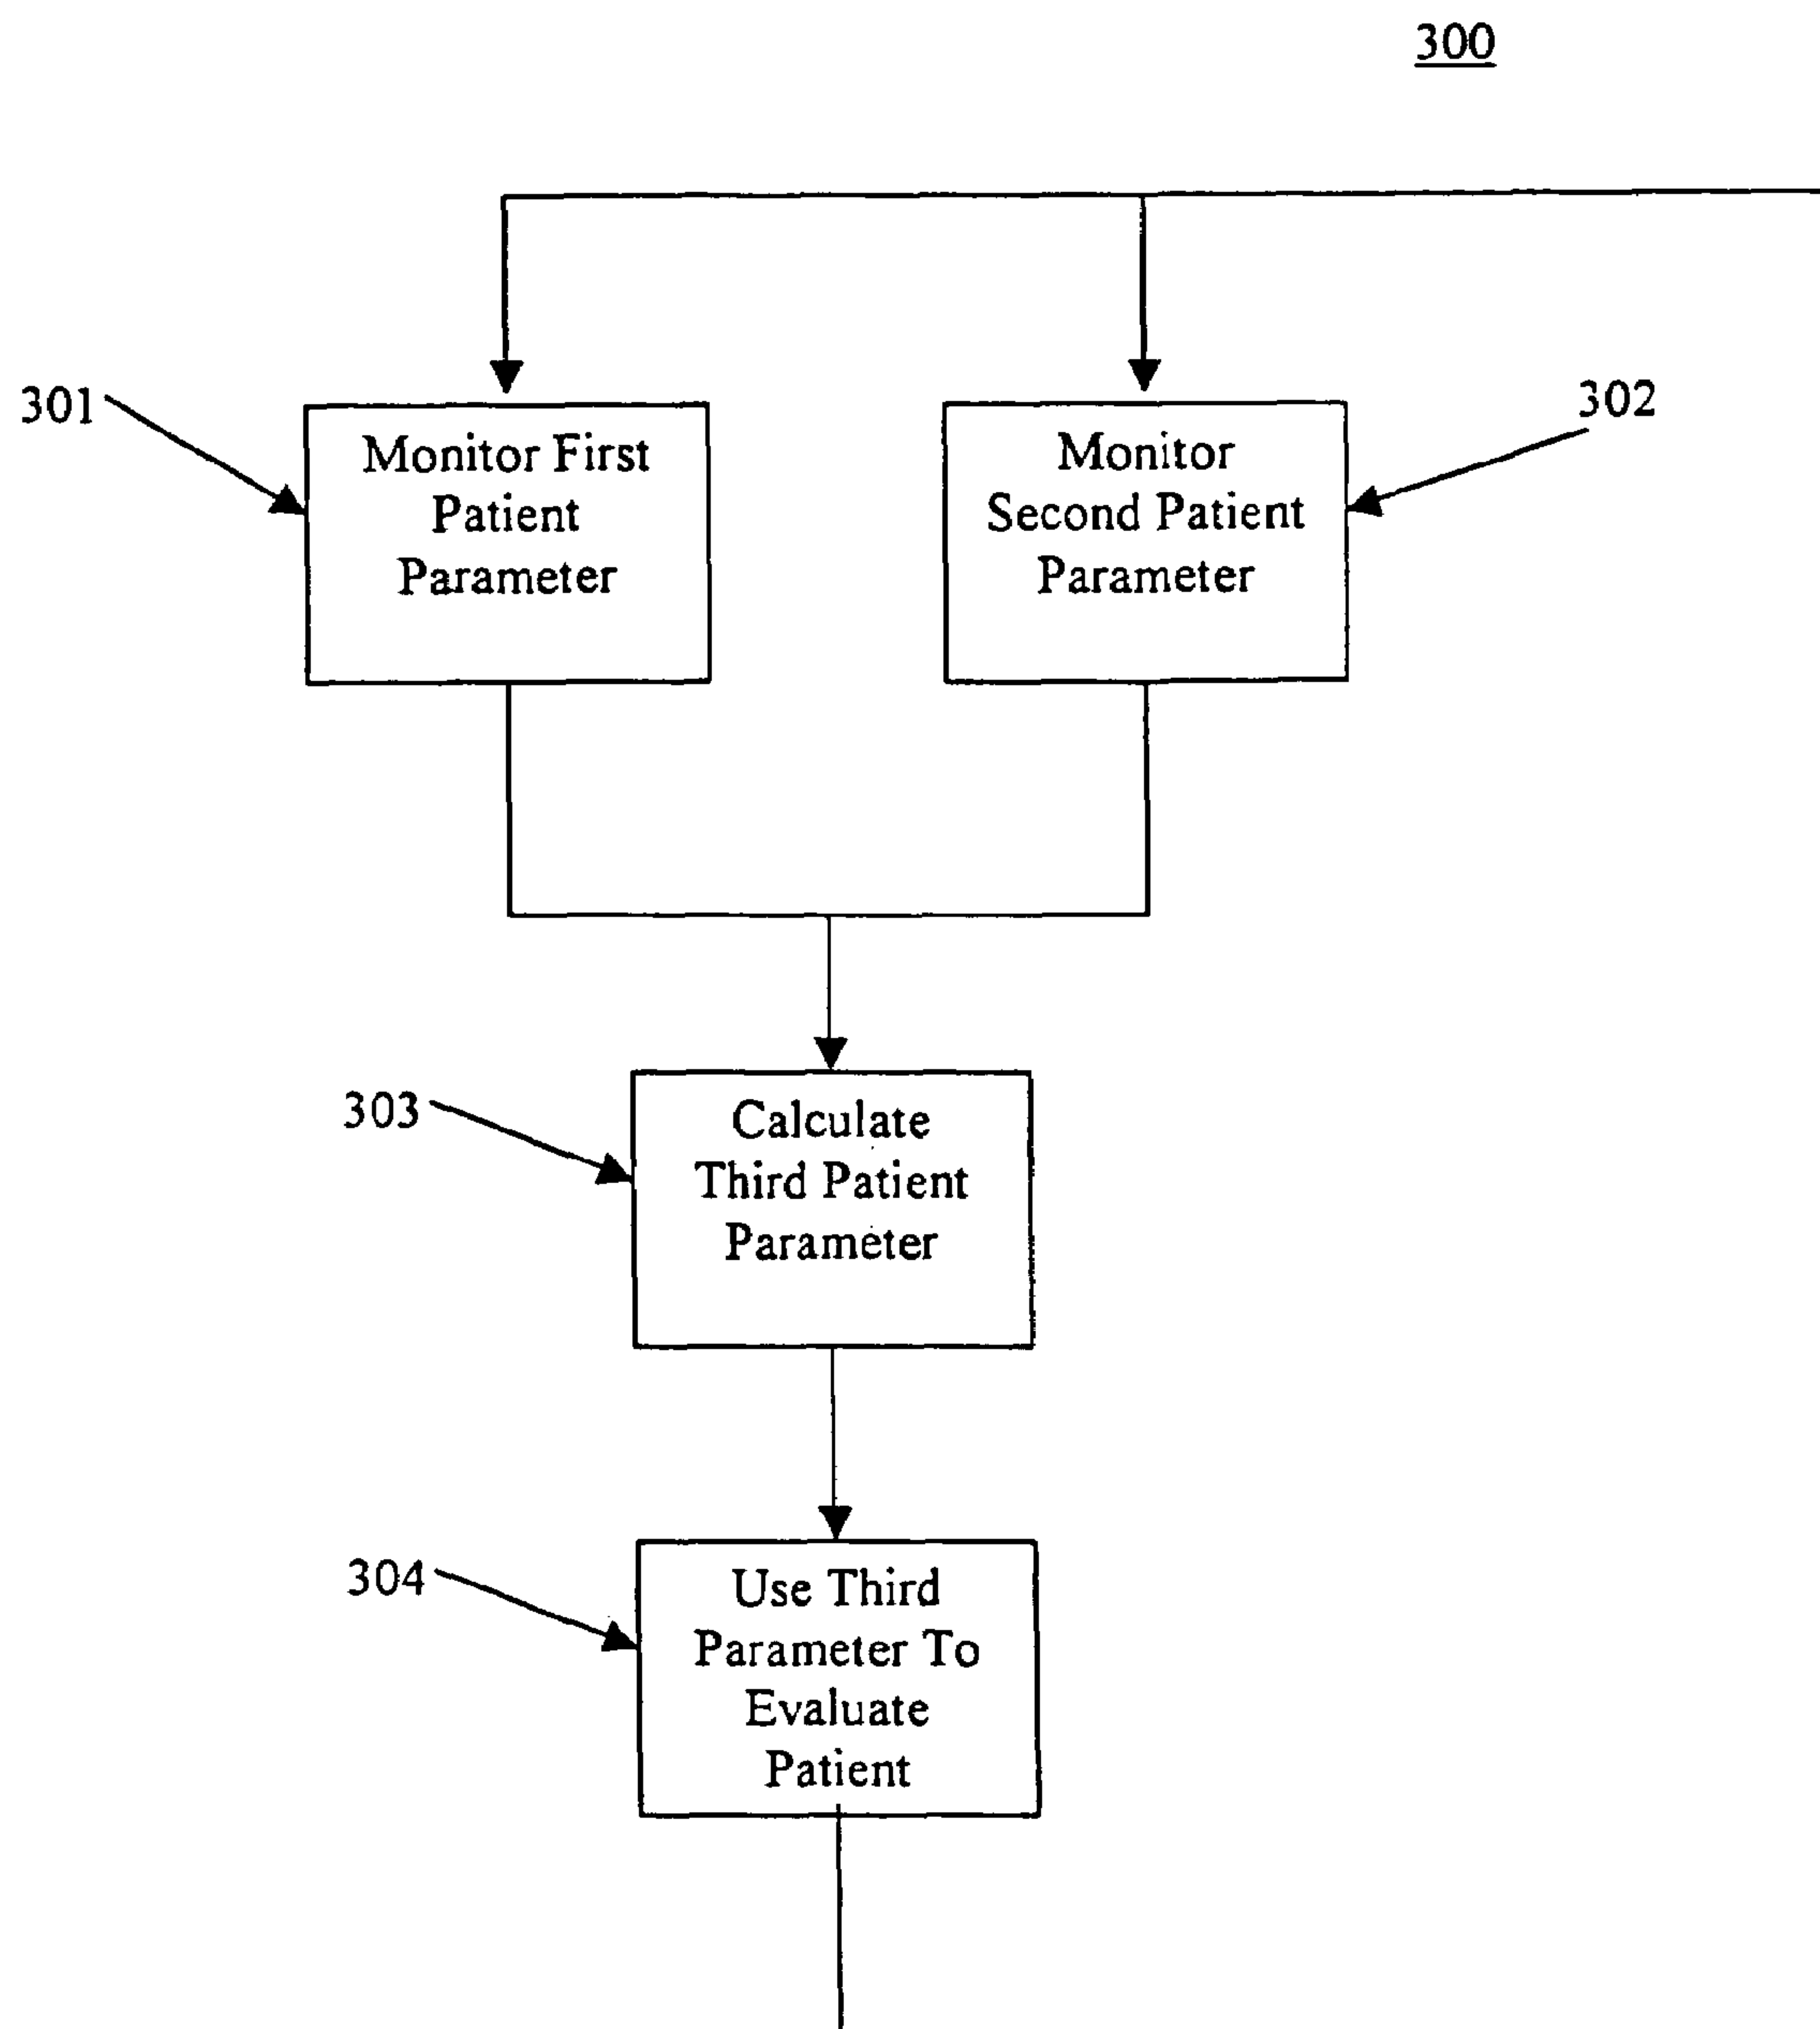 300
301
Monitor First
Patient
Parameter
Monitor
Second Patient
Parameter
302
303
Calculate
Third Patient
Parameter
304
Use Third
Parameter To
Evaluate
Patient